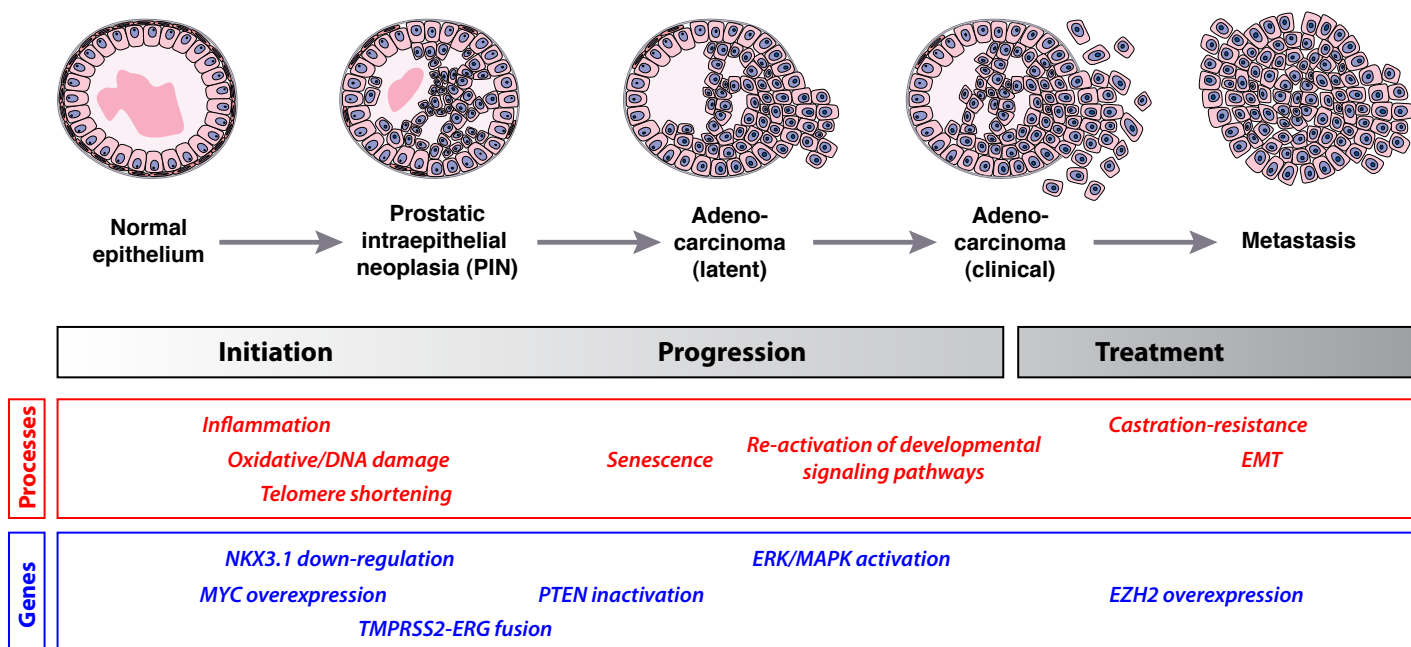 Normal
epithelium
Prostatic
intraepithelial
neoplasia (PIN)
Adeno-
carcinoma
(latent)
Adeno-
carcinoma
(clinical)
Metastasis
Initiation
Progression
Treatment
Processes
Inflammation
Oxidative/DNA damage
Telomere shortening
Senescence
Re-activation of developmental
signaling pathways
Castration-resistance
EMT
Genes
NKX3.1 down-regulation
MYC overexpression
TMPRSS2-ERG fusion
PTEN inactivation
ERK/MAPK activation
EZH2 overexpression